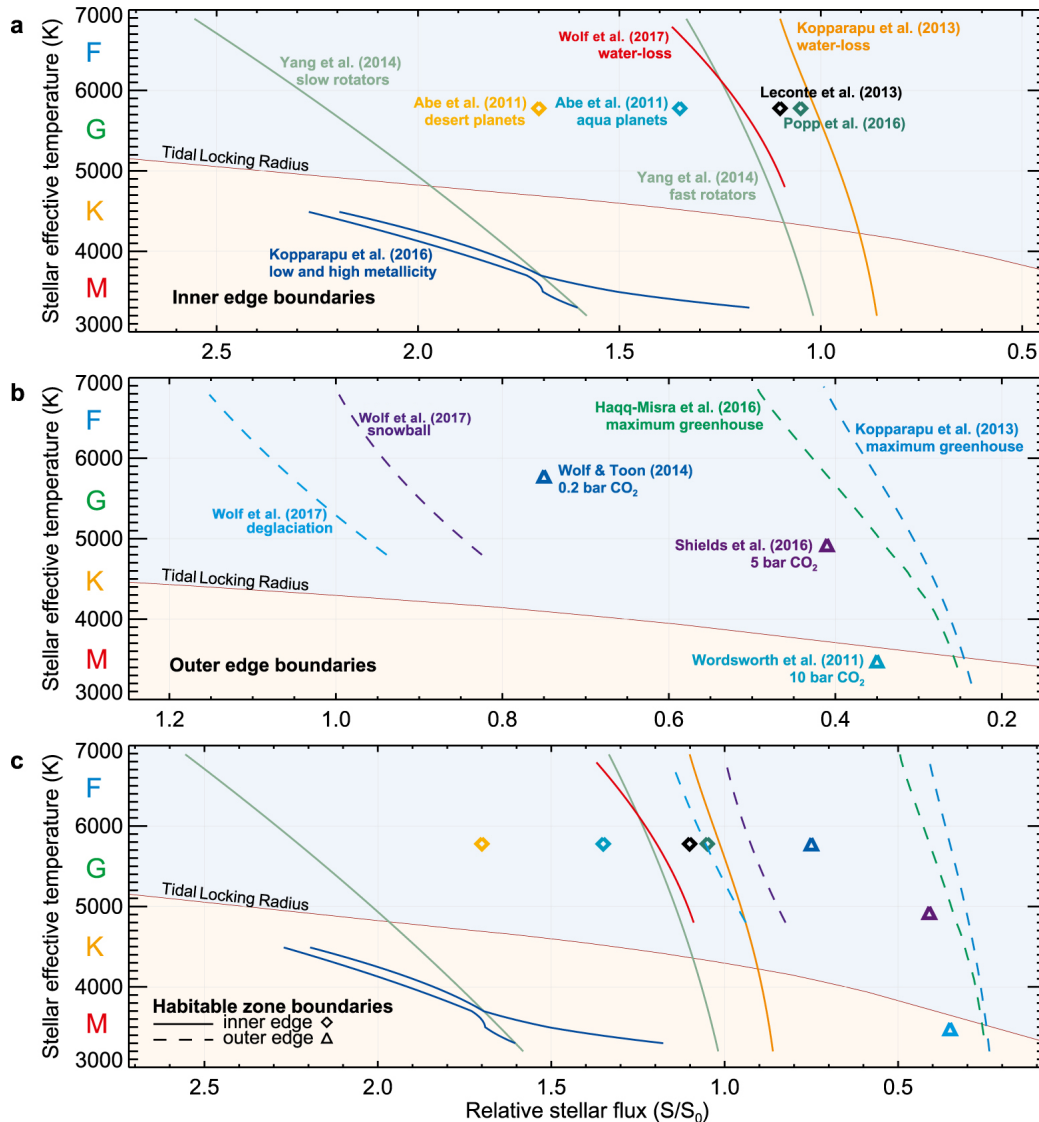 a
Stellar effective temperature (K)
7000
6000
5000
4000
3000
F
G
K
M
Yang et al. (2014)
slow rotators
Wolf et al. (2017)
water-loss
Kopparapu et al. (2013)
water-loss
Abe et al. (2011)
desert planets
Abe et al. (2011)
aqua planets
Leconte et al. (2013)
Popp et al. (2016)
Tidal Locking Radius
Yang et al. (2014)
fast rotators
Kopparapu et al. (2016)
low and high metallicity
Inner edge boundaries
2.5
2.0
1.5
1.0
0.5
b
Stellar effective temperature (K)
7000
6000
5000
4000
3000
F
G
K
M
Wolf et al. (2017)
snowball
Haqq-Misra et al. (2016)
maximum greenhouse
Kopparapu et al. (2013)
maximum greenhouse
Wolf & Toon (2014)
0.2 bar CO₂
Wolf et al. (2017)
deglaciation
Shields et al. (2016)
5 bar CO₂
Tidal Locking Radius
Outer edge boundaries
Wordsworth et al. (2011)
10 bar CO₂
1.2
1.0
0.8
0.6
0.4
0.2
c
Stellar effective temperature (K)
7000
6000
5000
4000
3000
F
G
K
M
Tidal Locking Radius
Habitable zone boundaries
inner edge
outer edge
2.5
2.0
1.5
1.0
0.5
Relative stellar flux (S/S₀)